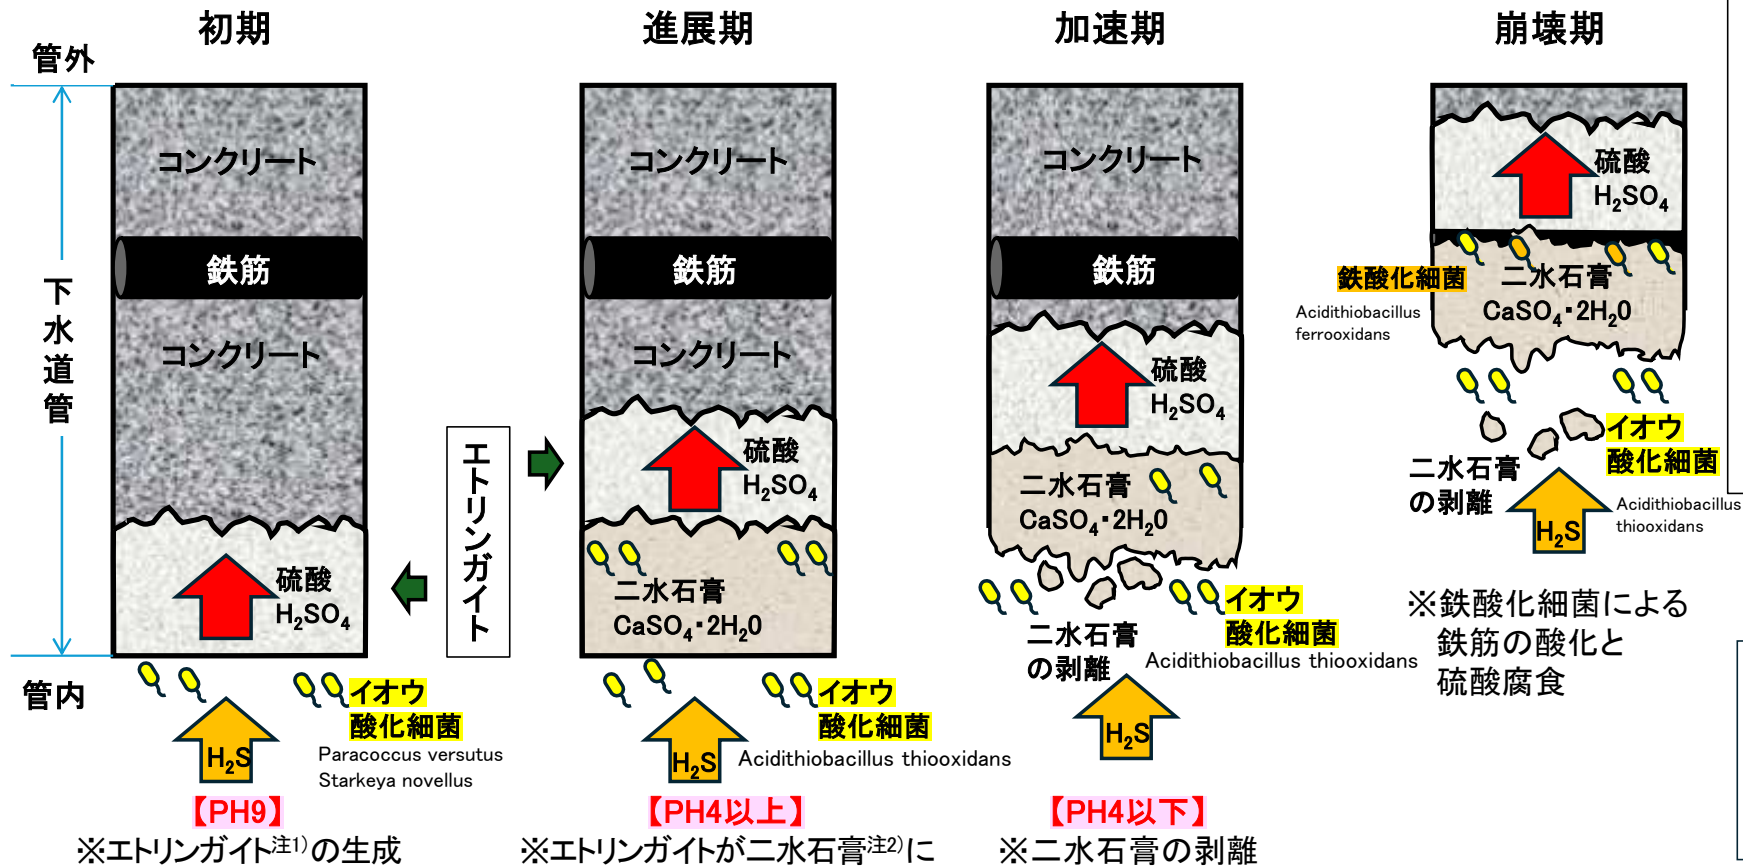 初期
進展期
加速期
崩壊期
管外
下水道管
管内
コンクリート
鉄筋
コンクリート
硫酸
H₂SO₄
イオウ
酸化細菌
Paracoccus versutus
Starkeya novellus
H₂S
【PH9】
※エトリンガイト注1)の生成
エトリンガイト
コンクリート
鉄筋
コンクリート
硫酸
H₂SO₄
二水石膏
CaSO₄・2H₂0
イオウ
酸化細菌
Acidithiobacillus thiooxidans
H₂S
【PH4以上】
※エトリンガイトが二水石膏注2)に
コンクリート
鉄筋
硫酸
H₂SO₄
二水石膏
CaSO₄・2H₂0
イオウ
酸化細菌
Acidithiobacillus thiooxidans
二水石膏
の剥離
H₂S
【PH4以下】
※二水石膏の剥離
硫酸
H₂SO₄
鉄酸化細菌
Acidithiobacillus
ferrooxidans
二水石膏
CaSO₄・2H₂0
イオウ
酸化細菌
Acidithiobacillus
thiooxidans
二水石膏
の剥離
H₂S
※鉄酸化細菌による
鉄筋の酸化と
硫酸腐食